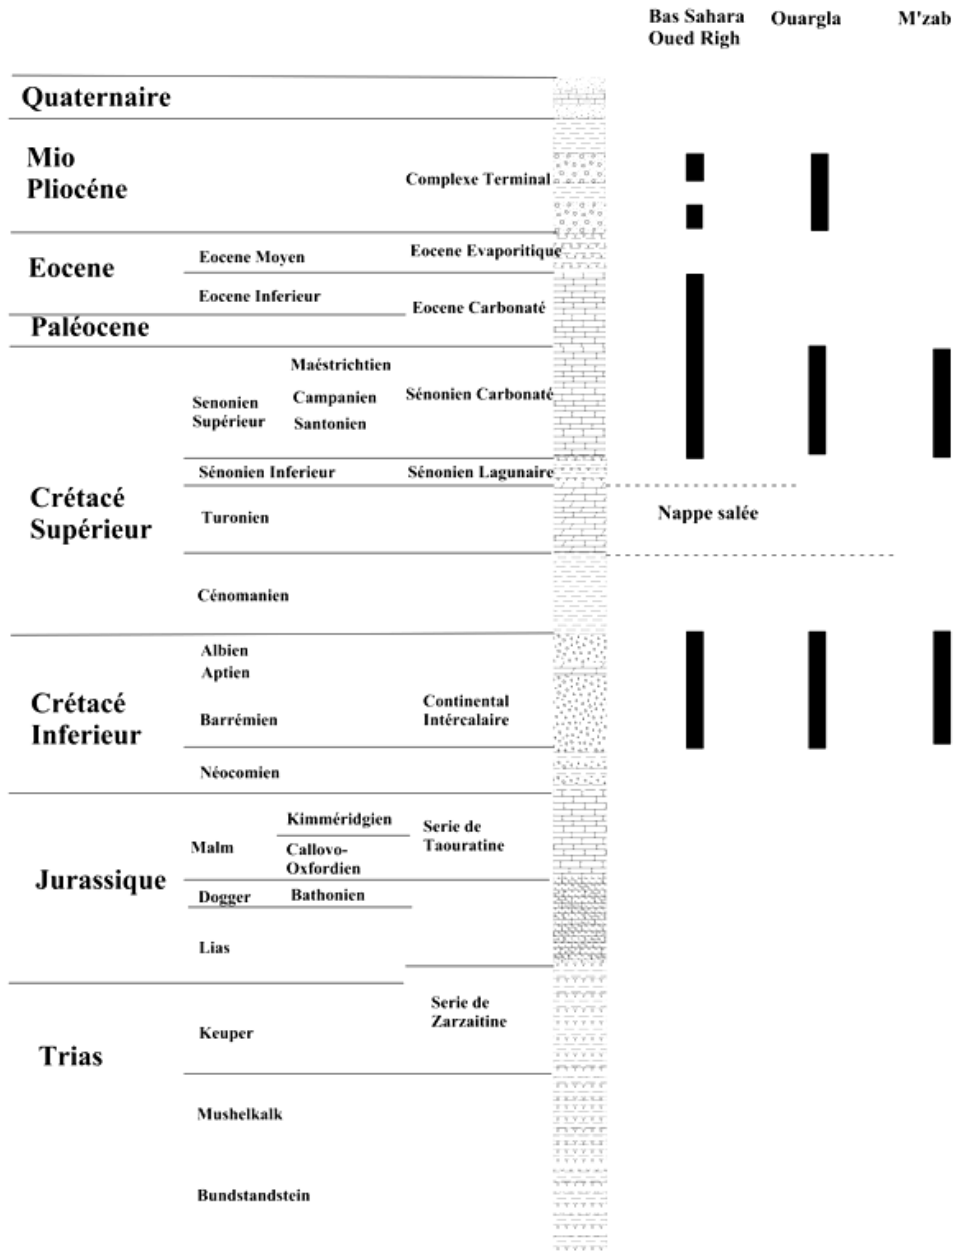 Bas Sahara
Oued Righ
Ouargla
M'zab
Quaternaire
Mio
Pliocéne
Complexe Terminal
Eocene
Eocene Moyen
Eocene Evaporitique
Eocene Inferieur
Eocene Carbonaté
Paléocene
Crétacé
Supérieur
Senonien
Supérieur
Maéstrichtien
Campanien
Santonien
Sénonien Carbonaté
Sénonien Inferieur
Sénonien Lagunaire
Turonien
Nappe salée
Cénomanien
Crétacé
Inferieur
Albien
Aptien
Barrémien
Continental
Intércalaire
Néocomien
Jurassique
Malm
Kimméridgien
Callovo-
Oxfordien
Serie de
Taouratine
Dogger
Bathonien
Lias
Trias
Keuper
Serie de
Zarzaitine
Mushelkalk
Bundstandstein